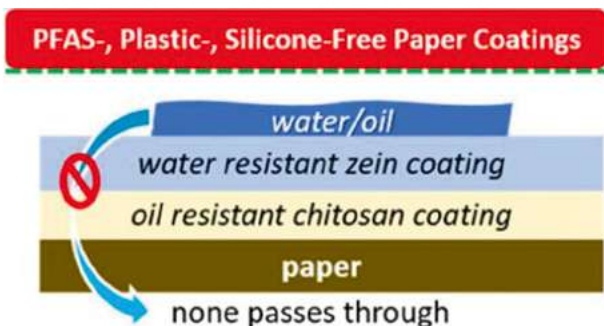 PFAS-, Plastic-, Silicone-Free Paper Coatings
water/oil
water resistant zein coating
oil resistant chitosan coating
paper
none passes through